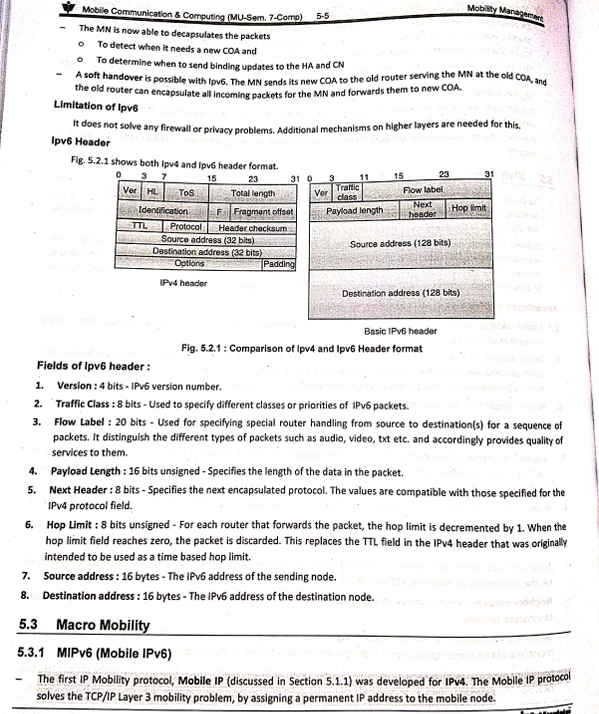 Mobile Communication & Computing (MU-Sem. 7-Comp) 5-5 Mobility Management
– The MN is now able to decapsulates the packets
o To detect when it needs a new COA and
o To determine when to send binding updates to the HA and CN
– A soft handover is possible with Ipv6. The MN sends its new COA to the old router serving the MN at the old COA, and
the old router can encapsulate all incoming packets for the MN and forwards them to new COA.
Limitation of Ipv6
It does not solve any firewall or privacy problems. Additional mechanisms on higher layers are needed for this.
Ipv6 Header
Fig. 5.2.1 shows both Ipv4 and Ipv6 header format.
0 3 7 15 23 31
Ver HL ToS Total length
Identification F Fragment offset
TTL Protocol Header checksum
Source address (32 bits)
Destination address (32 bits)
Options Padding
IPv4 header
0 3 11 15 23 31
Ver Traffic class Flow label
Payload length Next header Hop limit
Source address (128 bits)
Destination address (128 bits)
Basic IPv6 header
Fig. 5.2.1 : Comparison of Ipv4 and Ipv6 Header format
Fields of Ipv6 header :
1. Version : 4 bits - IPv6 version number.
2. Traffic Class : 8 bits - Used to specify different classes or priorities of IPv6 packets.
3. Flow Label : 20 bits - Used for specifying special router handling from source to destination(s) for a sequence of
packets. It distinguish the different types of packets such as audio, video, txt etc. and accordingly provides quality of
services to them.
4. Payload Length : 16 bits unsigned - Specifies the length of the data in the packet.
5. Next Header : 8 bits - Specifies the next encapsulated protocol. The values are compatible with those specified for the
IPv4 protocol field.
6. Hop Limit : 8 bits unsigned - For each router that forwards the packet, the hop limit is decremented by 1. When the
hop limit field reaches zero, the packet is discarded. This replaces the TTL field in the IPv4 header that was originally
intended to be used as a time based hop limit.
7. Source address : 16 bytes - The IPv6 address of the sending node.
8. Destination address : 16 bytes - The IPv6 address of the destination node.
5.3 Macro Mobility
5.3.1 MIPv6 (Mobile IPv6)
– The first IP Mobility protocol, Mobile IP (discussed in Section 5.1.1) was developed for IPv4. The Mobile IP protocol
solves the TCP/IP Layer 3 mobility problem, by assigning a permanent IP address to the mobile node.